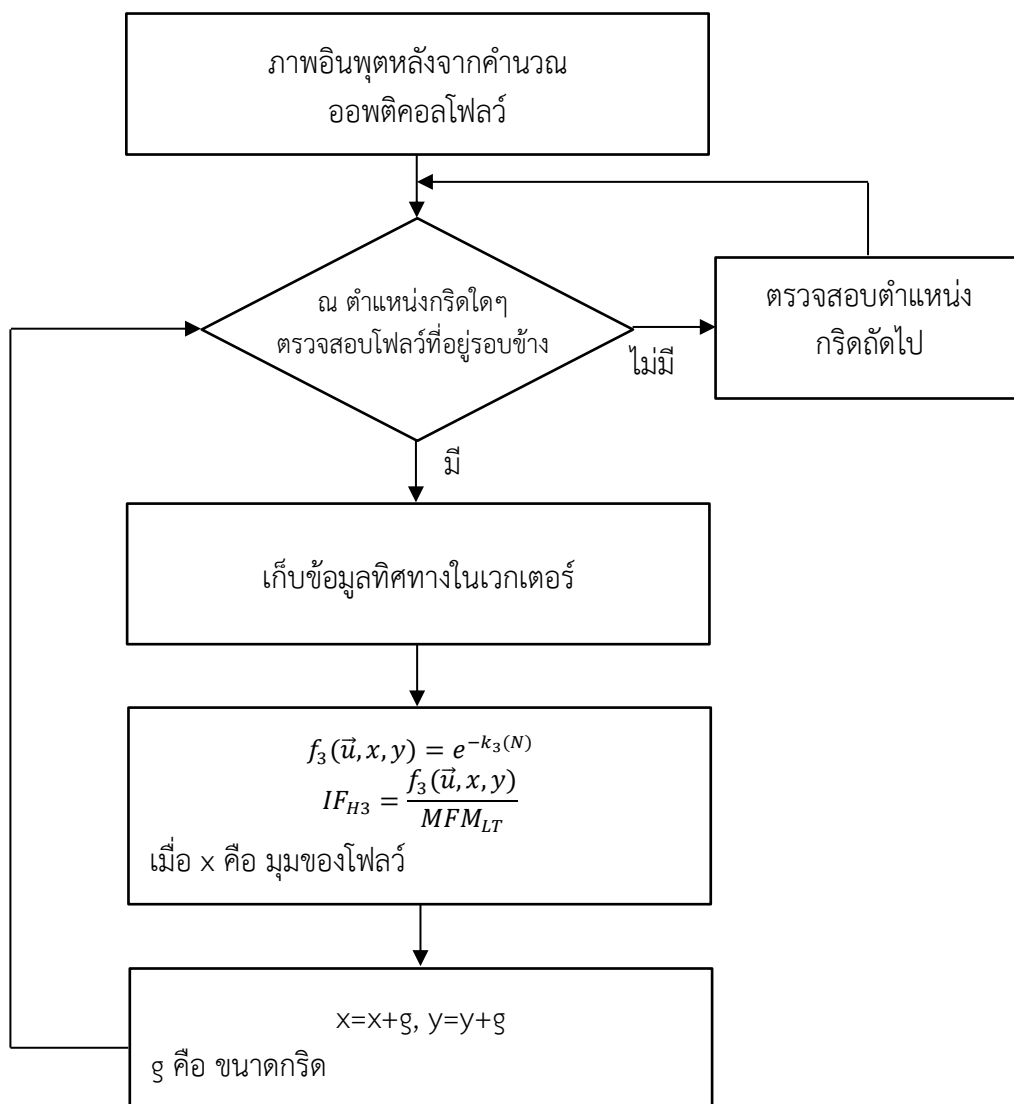 ภาพอินพุตหลังจากคำนวณ
ออพติคอลโฟลว์
ณ ตำแหน่งกริดใดๆ
ตรวจสอบโฟลว์ที่อยู่รอบข้าง
ไม่มี
ตรวจสอบตำแหน่ง
กริดถัดไป
มี
เก็บข้อมูลทิศทางในเวกเตอร์
$f_3(\vec{u}, x, y) = e^{-k_3(N)}$
$IF_{H3} = \frac{f_3(\vec{u}, x, y)}{MFM_{LT}}$
เมื่อ x คือ มุมของโฟลว์
x=x+g, y=y+g
g คือ ขนาดกริด